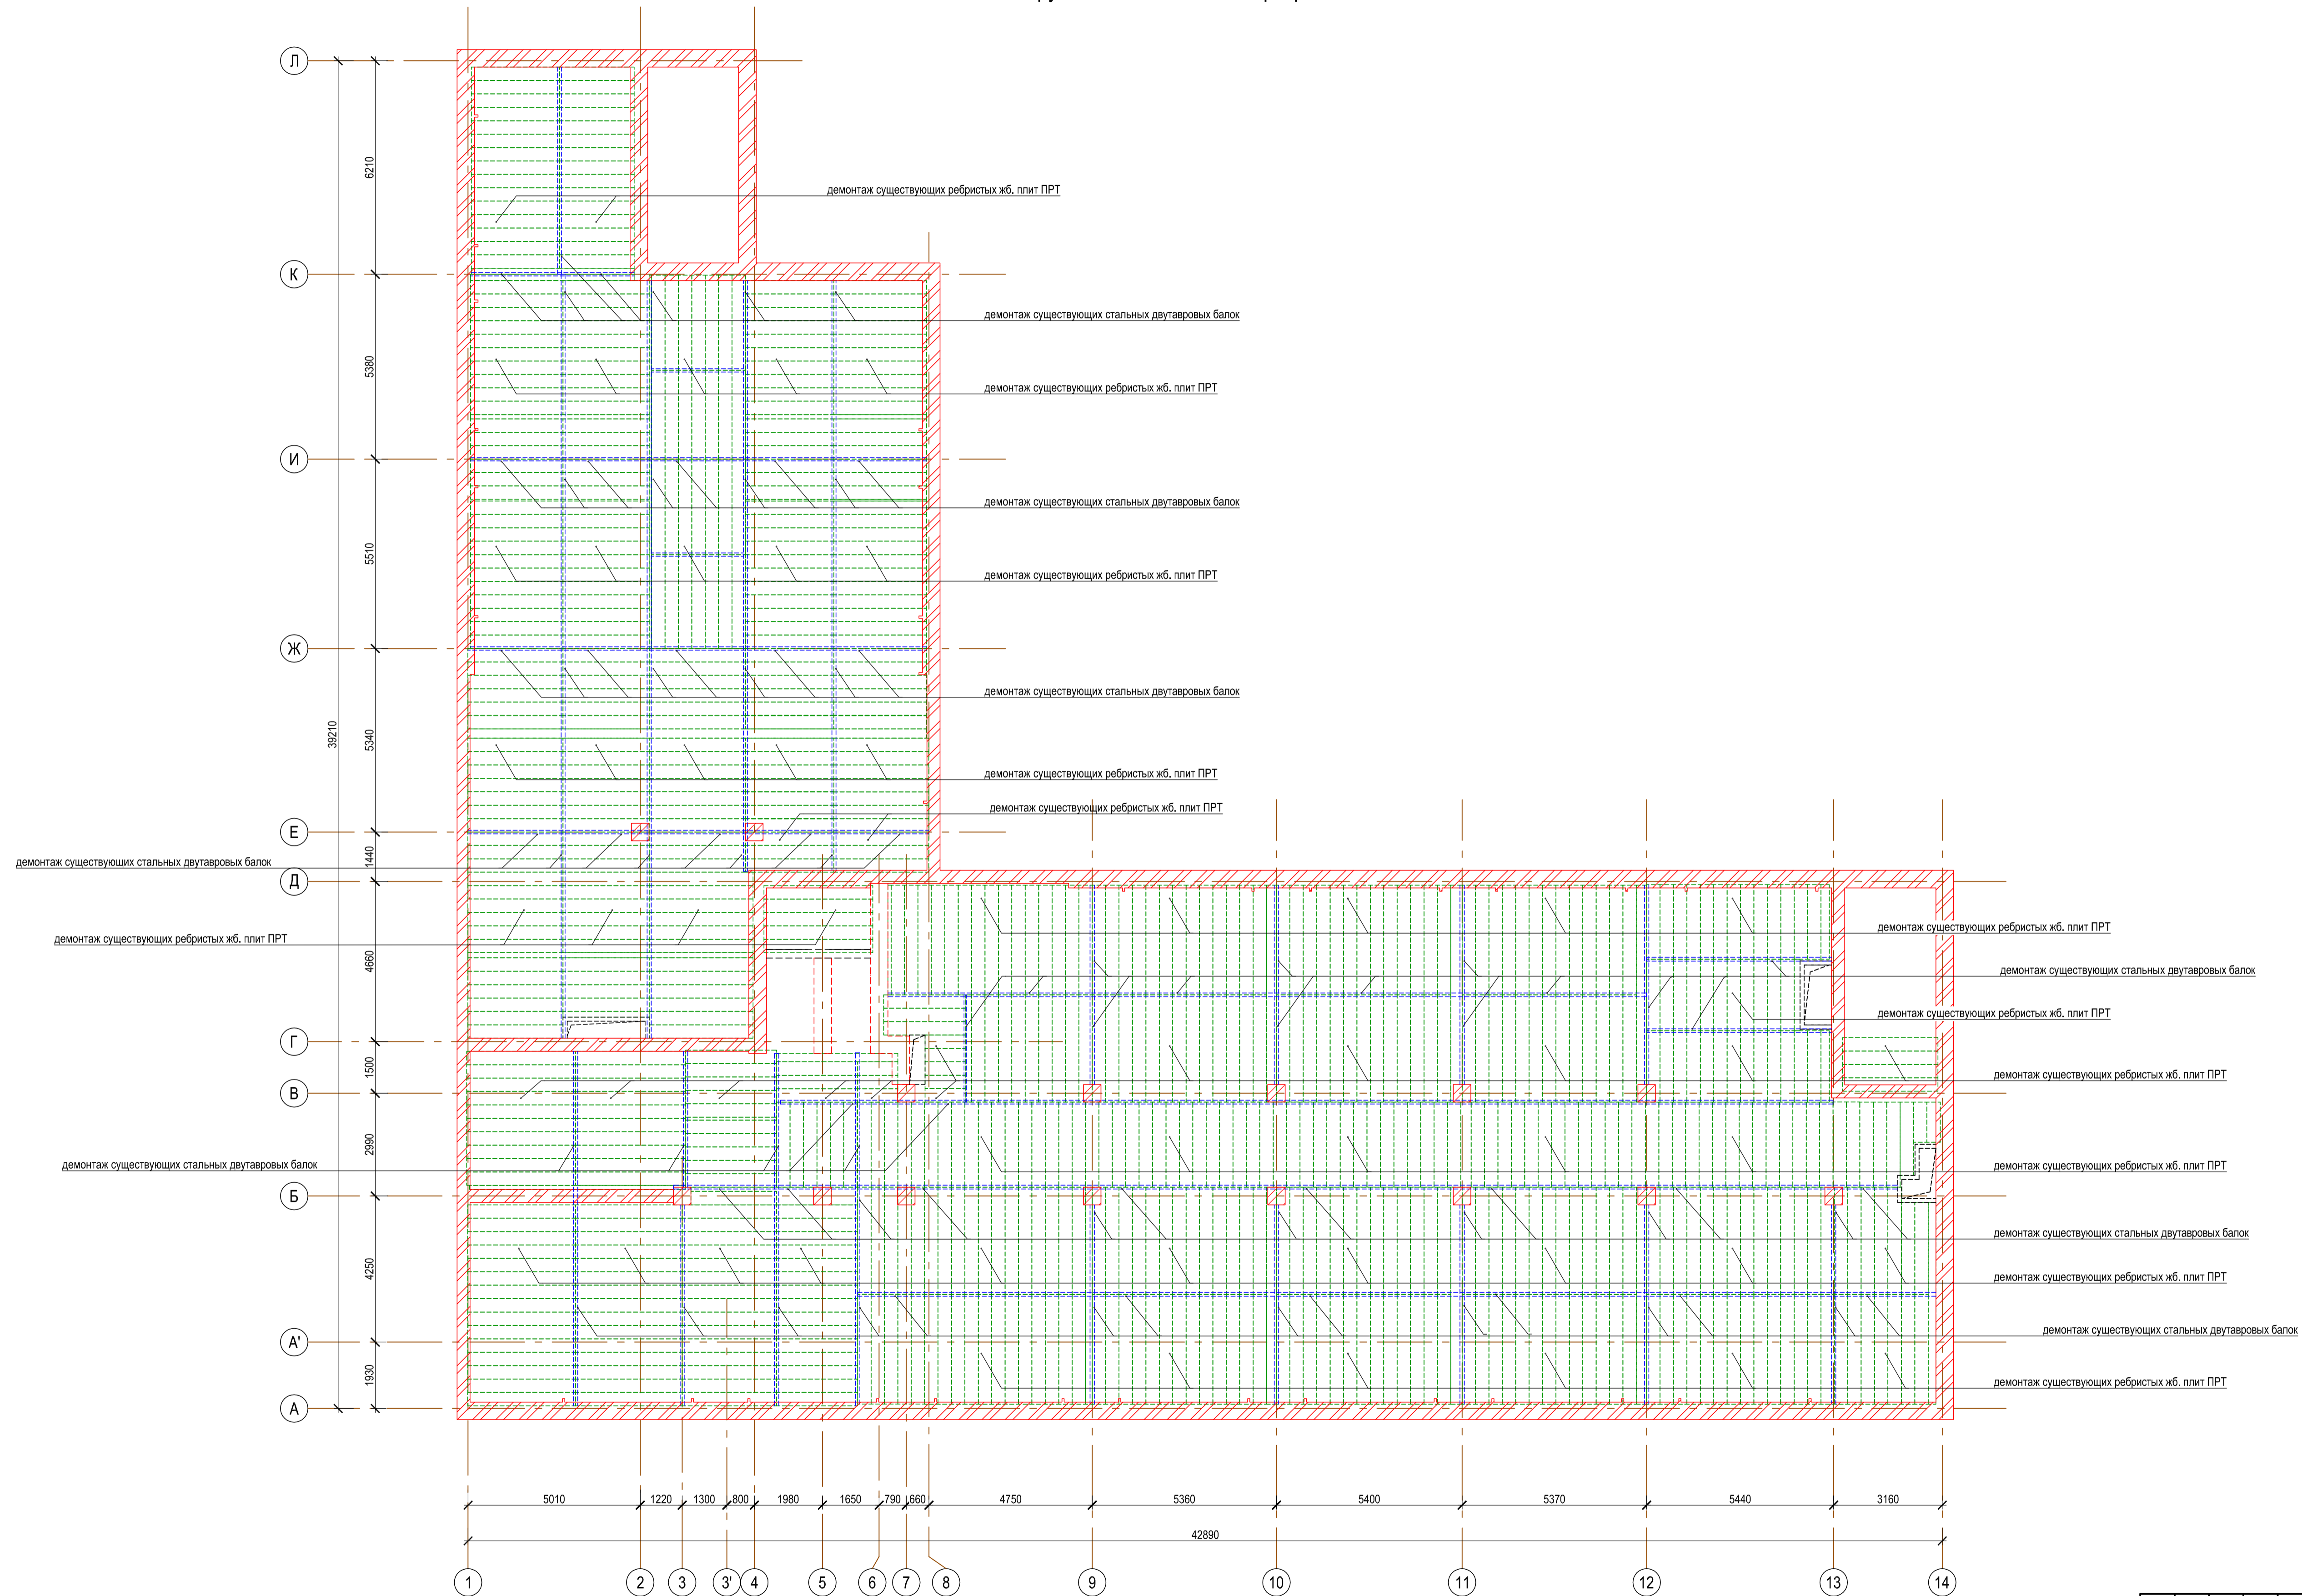 Л
6210
демонтаж существующих ребристых жб. плит ПРТ
К
демонтаж существующих стальных двутавровых балок
5380
демонтаж существующих ребристых жб. плит ПРТ
И
демонтаж существующих стальных двутавровых балок
5510
демонтаж существующих ребристых жб. плит ПРТ
Ж
демонтаж существующих стальных двутавровых балок
39210
5340
демонтаж существующих ребристых жб. плит ПРТ
демонтаж существующих ребристых жб. плит ПРТ
Е
1440
демонтаж существующих стальных двутавровых балок
Д
демонтаж существующих ребристых жб. плит ПРТ
демонтаж существующих ребристых жб. плит ПРТ
4660
демонтаж существующих стальных двутавровых балок
демонтаж существующих ребристых жб. плит ПРТ
Г
1500
демонтаж существующих ребристых жб. плит ПРТ
В
2990
демонтаж существующих стальных двутавровых балок
демонтаж существующих ребристых жб. плит ПРТ
Б
демонтаж существующих стальных двутавровых балок
4250
демонтаж существующих ребристых жб. плит ПРТ
демонтаж существующих стальных двутавровых балок
А'
1930
демонтаж существующих ребристых жб. плит ПРТ
А
5010 1220 1300 800 1980 1650 790 660 4750 5360 5400 5370 5440 3160
42890
1 2 3 3' 4 5 6 7 8 9 10 11 12 13 14